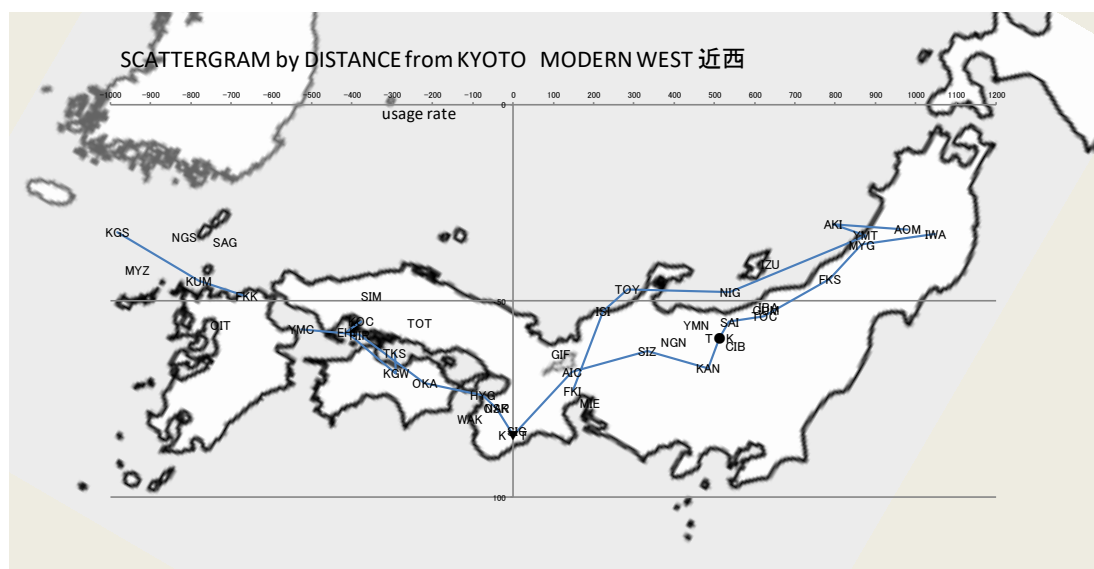 SCATTERGRAM by DISTANCE from KYOTO MODERN WEST 近西
-1000 -900 -800 -700 -600 -500 -400 -300 -200 -100 0 100 200 300 400 500 600 700 800 900 1000 1100 1200
0
usage rate
AKI
AOM
KGS
NGS
SAG
YMT
IWA
MYG
MYZ
IZU
KUM
FKS
TOY
NIG
FKK
SIM
50
ISI
TOC
OIT
TOT
YMN
SAI
YMC
EHI
T K
NGN
CIB
TKS
GIF
SIZ
KGW
AIC
KAN
OKA
FKI
HYG
MIE
WAK
SIG
K T
100